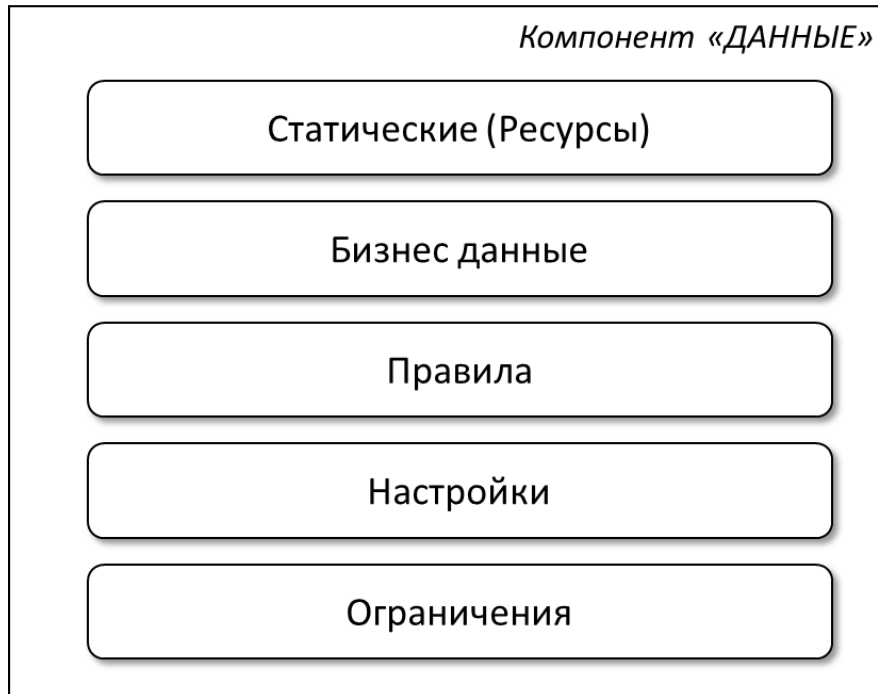 Компонент «ДАННЫЕ»
Статические (Ресурсы)
Бизнес данные
Правила
Настройки
Ограничения